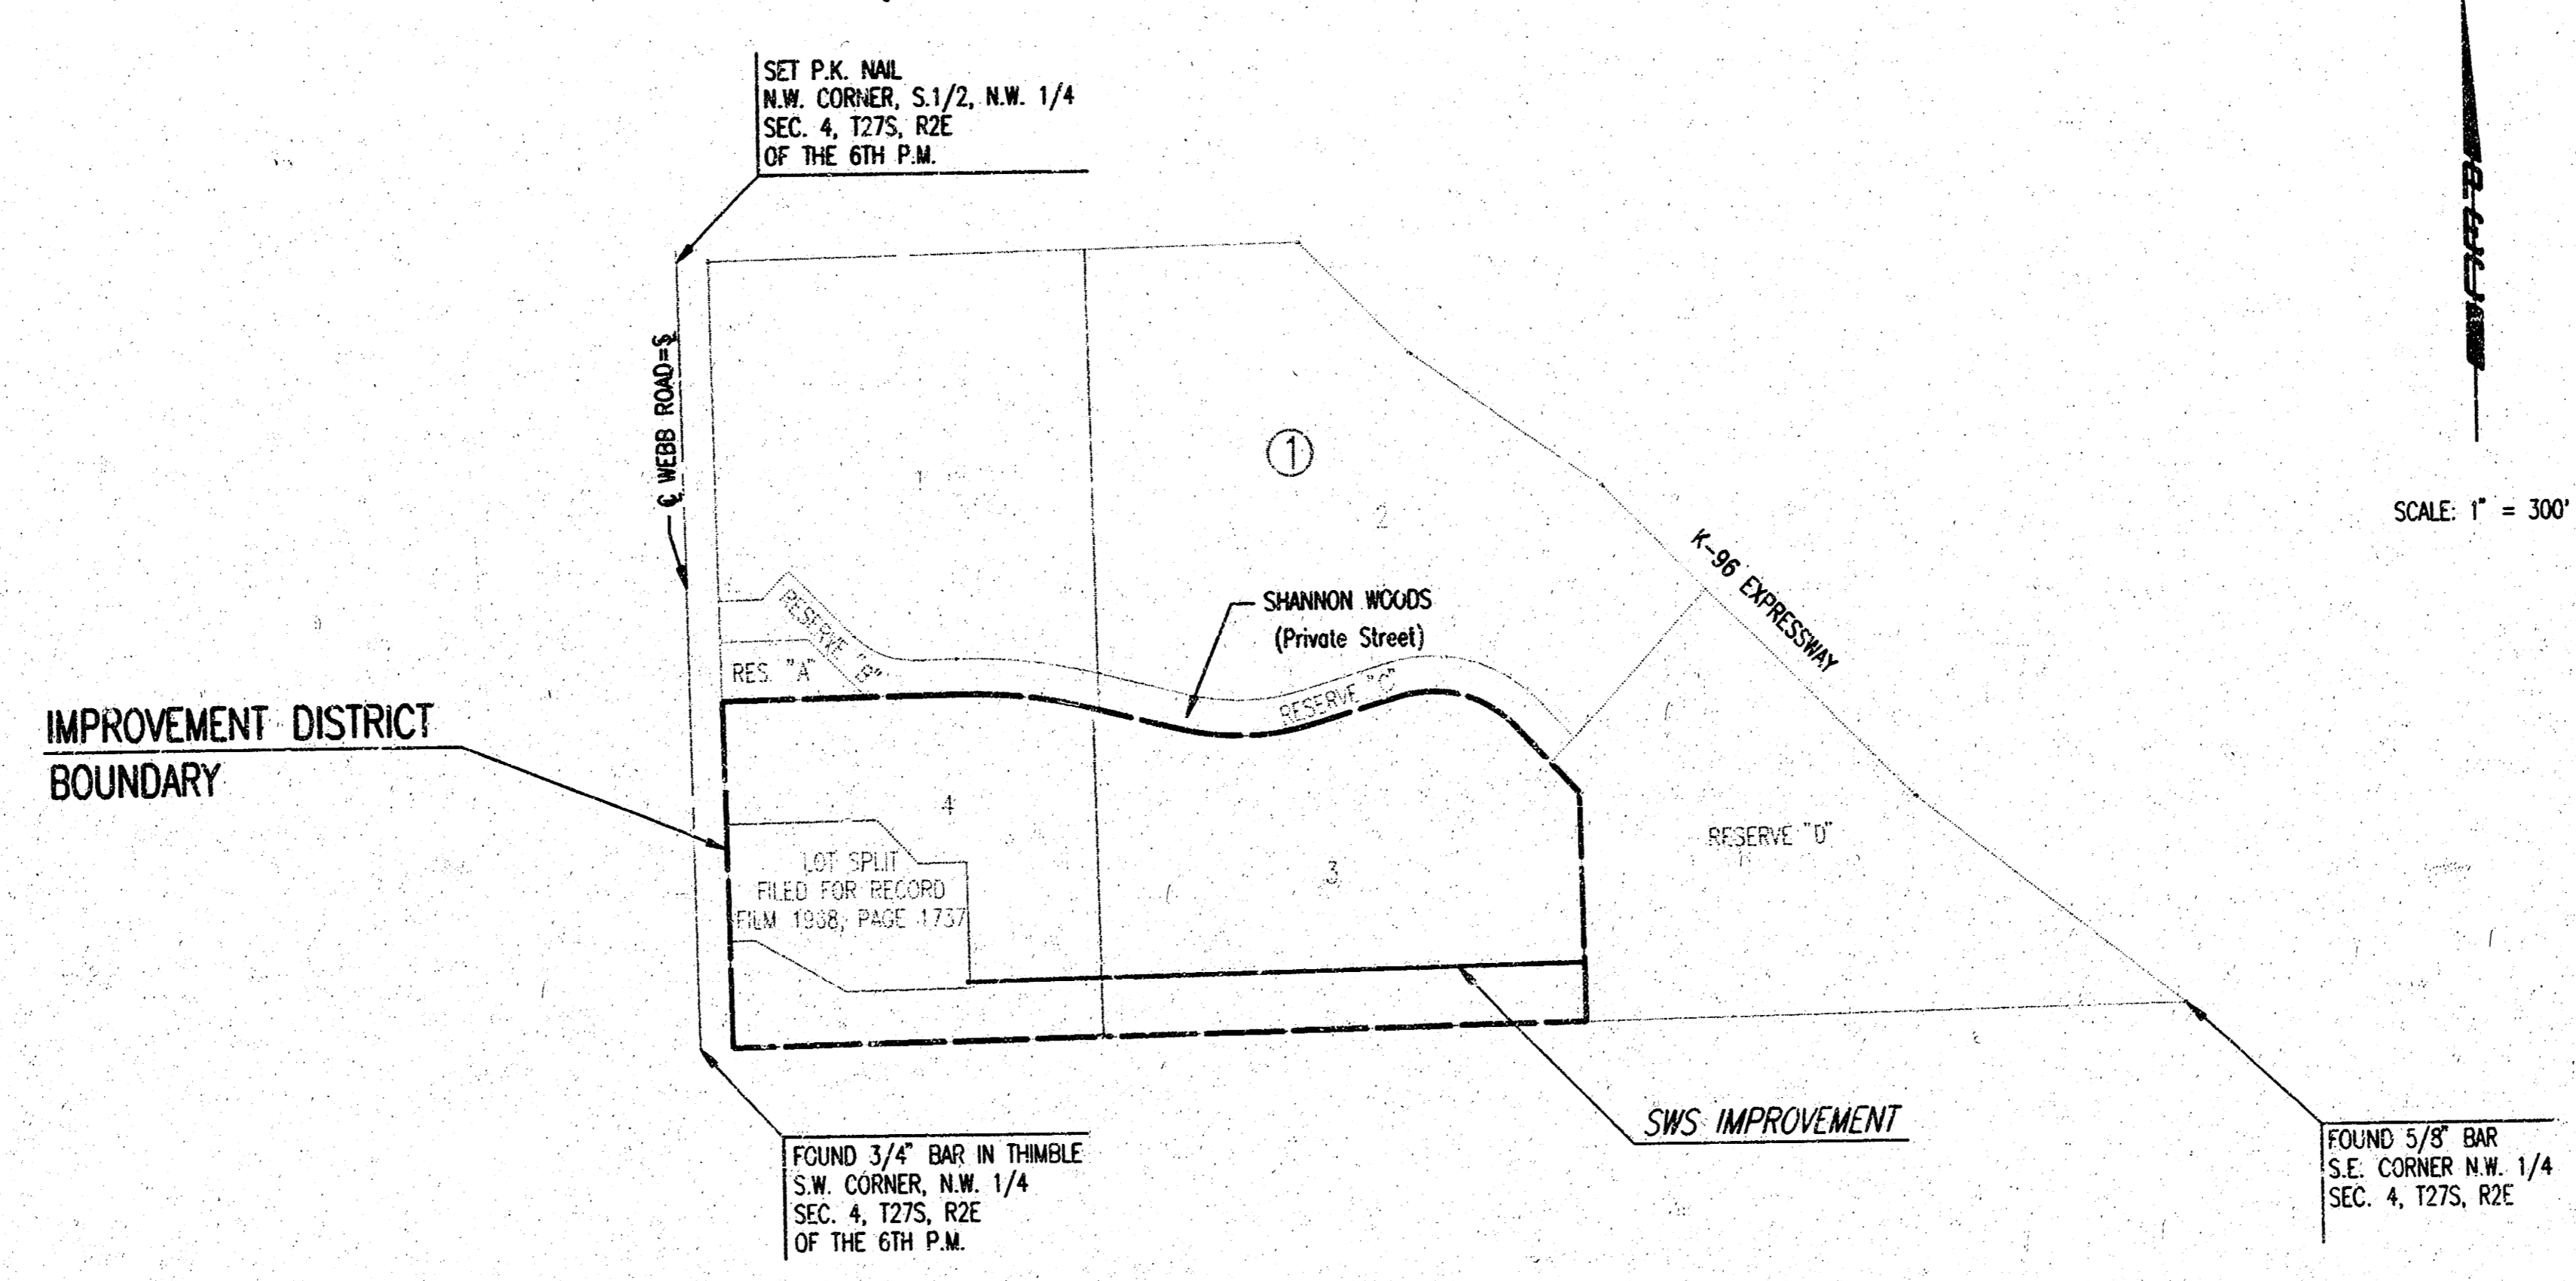 SET P.K. NAIL
N.W. CORNER, S.1/2, N.W. 1/4
SEC. 4, T27S, R2E
OF THE 6TH P.M.
℄ WEBB ROAD=S
1
1
2
SCALE: 1" = 300'
K-96 EXPRESSWAY
SHANNON WOODS
(Private Street)
RESERVE "B"
RES. "A"
RESERVE "C"
IMPROVEMENT DISTRICT
BOUNDARY
4
LOT SPLIT
FILED FOR RECORD
FILM 1938, PAGE 1737
3
RESERVE "D"
SWS IMPROVEMENT
FOUND 3/4" BAR IN THIMBLE
S.W. CORNER, N.W. 1/4
SEC. 4, T27S, R2E
OF THE 6TH P.M.
FOUND 5/8" BAR
S.E. CORNER N.W. 1/4
SEC. 4, T27S, R2E